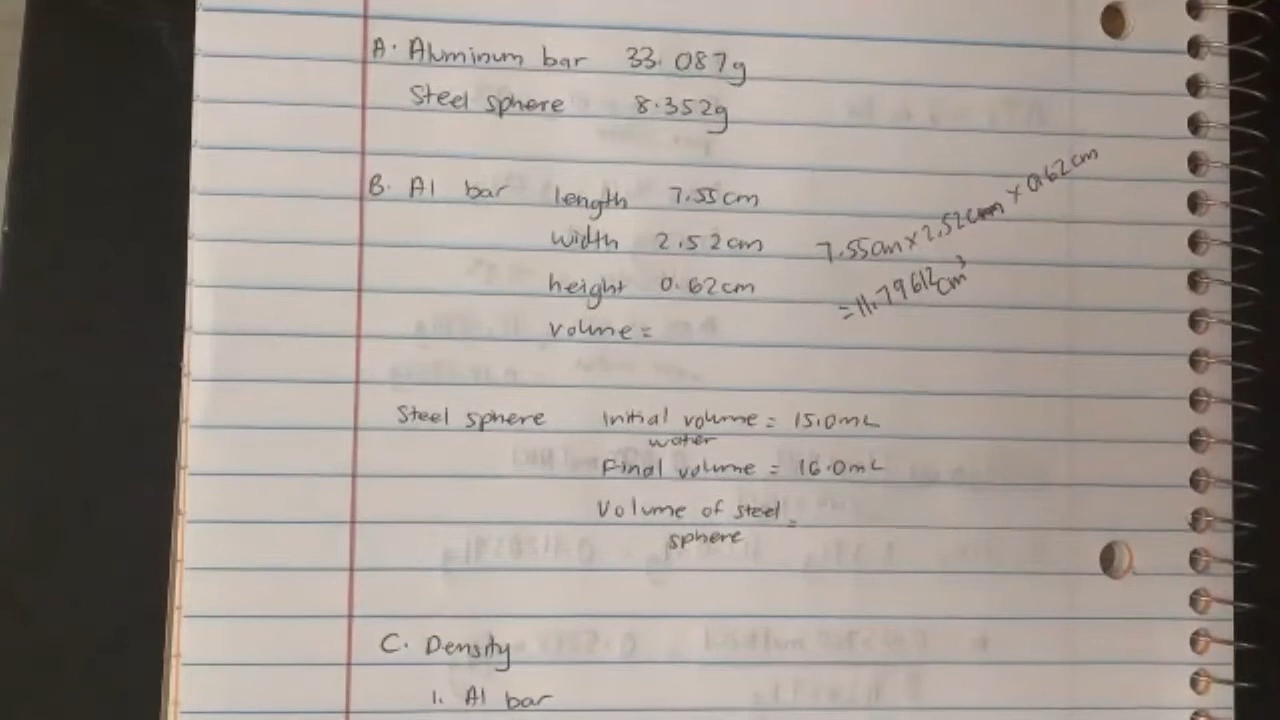 A. Aluminum bar 33.087g
Steel sphere 8.352g
B. Al bar length 7.55cm
width 2.52cm
height 0.62cm
volume =
7.55cm x 2.52cm x 0.62cm
= 11.79612cm³
Steel sphere Initial volume = 15.0mL
water
Final volume = 16.0mL
Volume of steel =
sphere
C. Density
1. Al bar